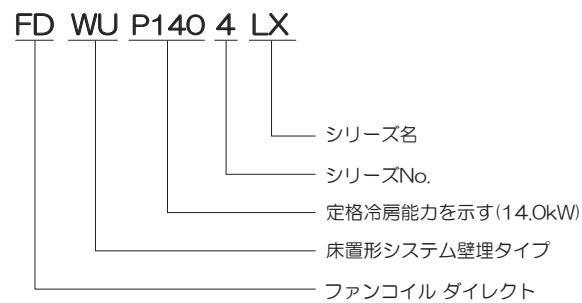 FD WU P140 4 LX
シリーズ名
シリーズNo.
定格冷房能力を示す(14.0kW)
床置形システム壁埋タイプ
ファンコイル ダイレクト